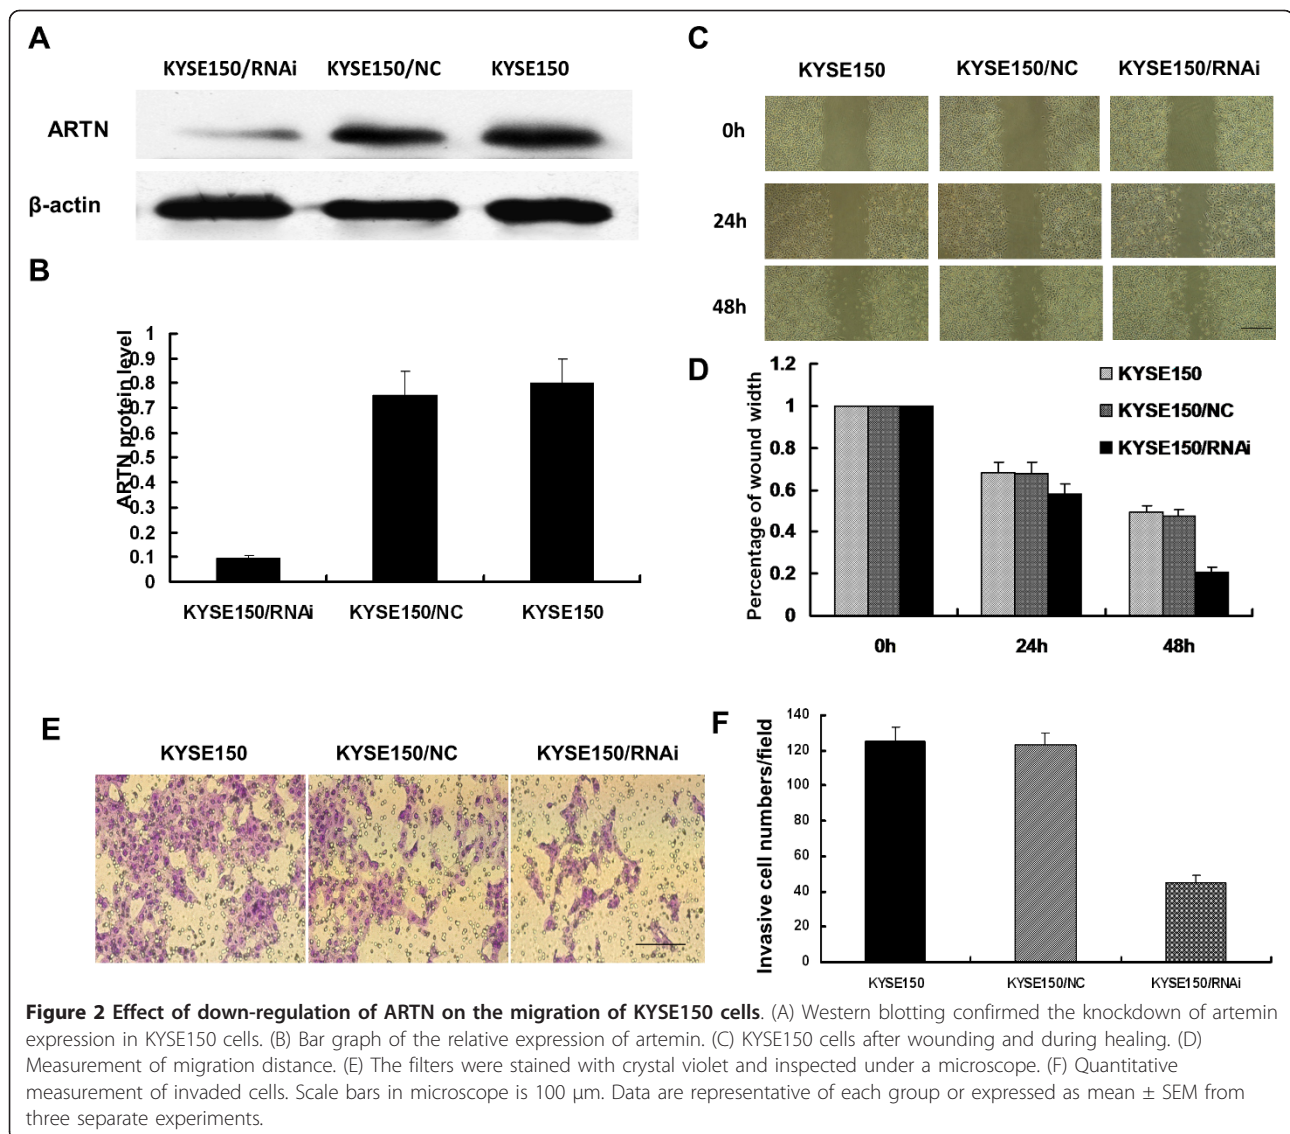 A
KYSE150/RNAi KYSE150/NC KYSE150
ARTN
β-actin
B
ARTN protein level
1
0.9
0.8
0.7
0.6
0.5
0.4
0.3
0.2
0.1
0
KYSE150/RNAi KYSE150/NC KYSE150
C
KYSE150 KYSE150/NC KYSE150/RNAi
0h
24h
48h
D
Percentage of wound width
1.2
1
0.8
0.6
0.4
0.2
0
KYSE150
KYSE150/NC
KYSE150/RNAi
0h 24h 48h
E
KYSE150 KYSE150/NC KYSE150/RNAi
F
Invasive cell numbers/field
140
120
100
80
60
40
20
0
KYSE150 KYSE150/NC KYSE150/RNAi
Figure 2 Effect of down-regulation of ARTN on the migration of KYSE150 cells. (A) Western blotting confirmed the knockdown of artemin
expression in KYSE150 cells. (B) Bar graph of the relative expression of artemin. (C) KYSE150 cells after wounding and during healing. (D)
Measurement of migration distance. (E) The filters were stained with crystal violet and inspected under a microscope. (F) Quantitative
measurement of invaded cells. Scale bars in microscope is 100 μm. Data are representative of each group or expressed as mean ± SEM from
three separate experiments.